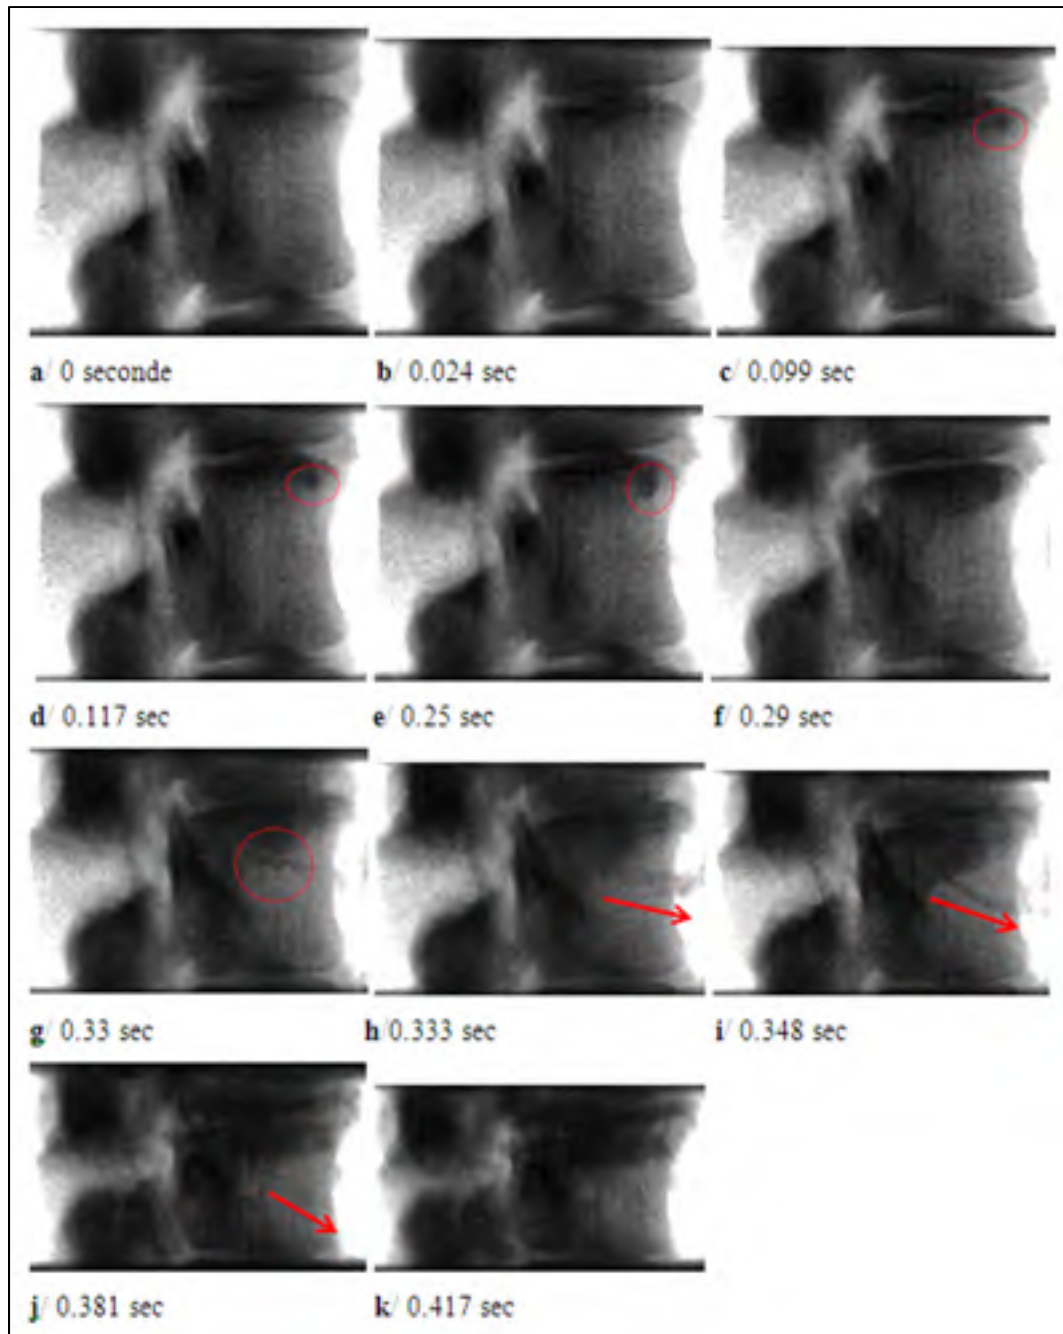 a/ 0 seconde
b/ 0.024 sec
c/ 0.099 sec
d/ 0.117 sec
e/ 0.25 sec
f/ 0.29 sec
g/ 0.33 sec
h/0.333 sec
i/ 0.348 sec
j/ 0.381 sec
k/ 0.417 sec